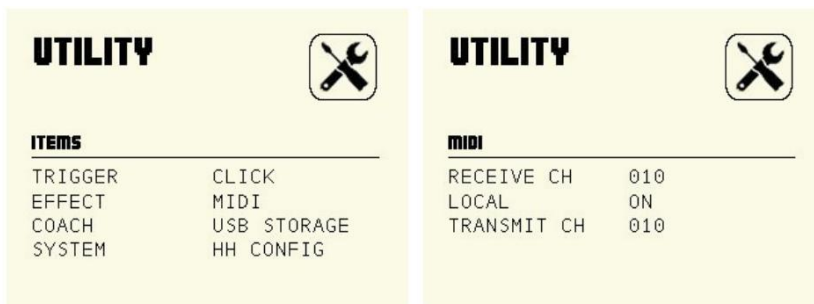 UTILITY
ITEMS
TRIGGER CLICK
EFFECT MIDI
COACH USB STORAGE
SYSTEM HH CONFIG
UTILITY
MIDI
RECEIVE CH 010
LOCAL ON
TRANSMIT CH 010